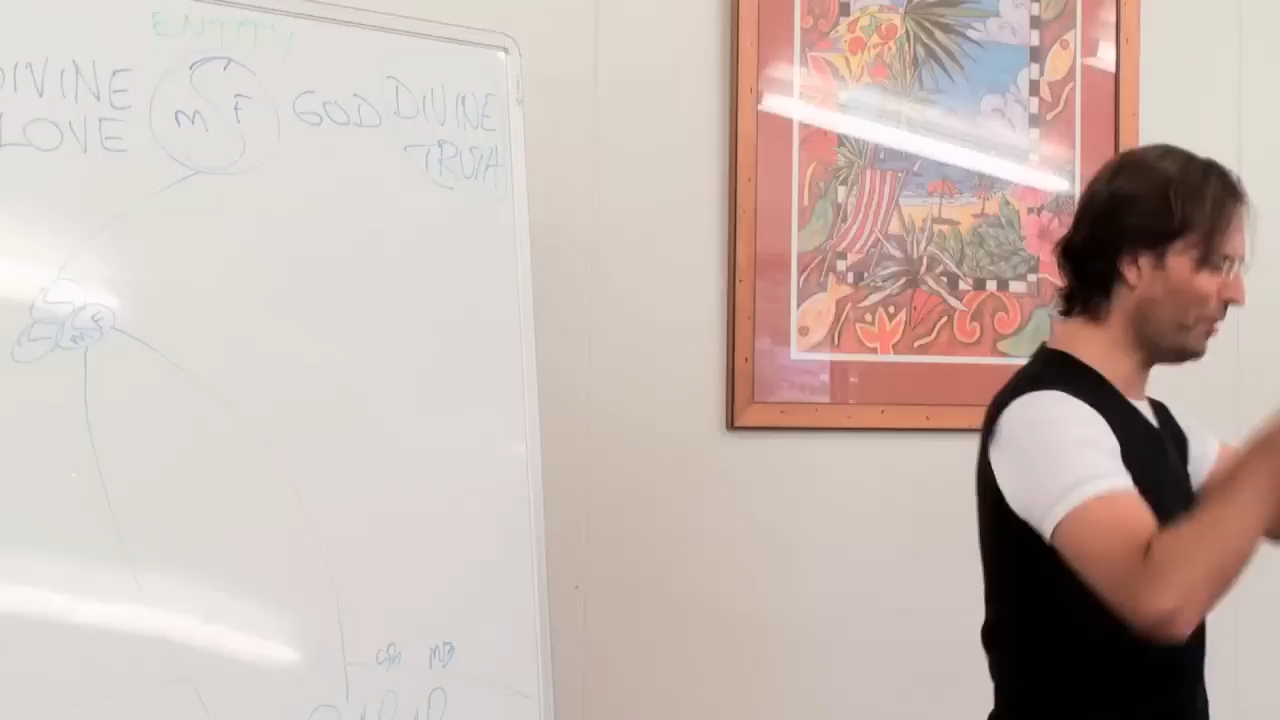 ENTITY
DIVINE
LOVE
M F
GOD
DIVINE
TRUTH
M F